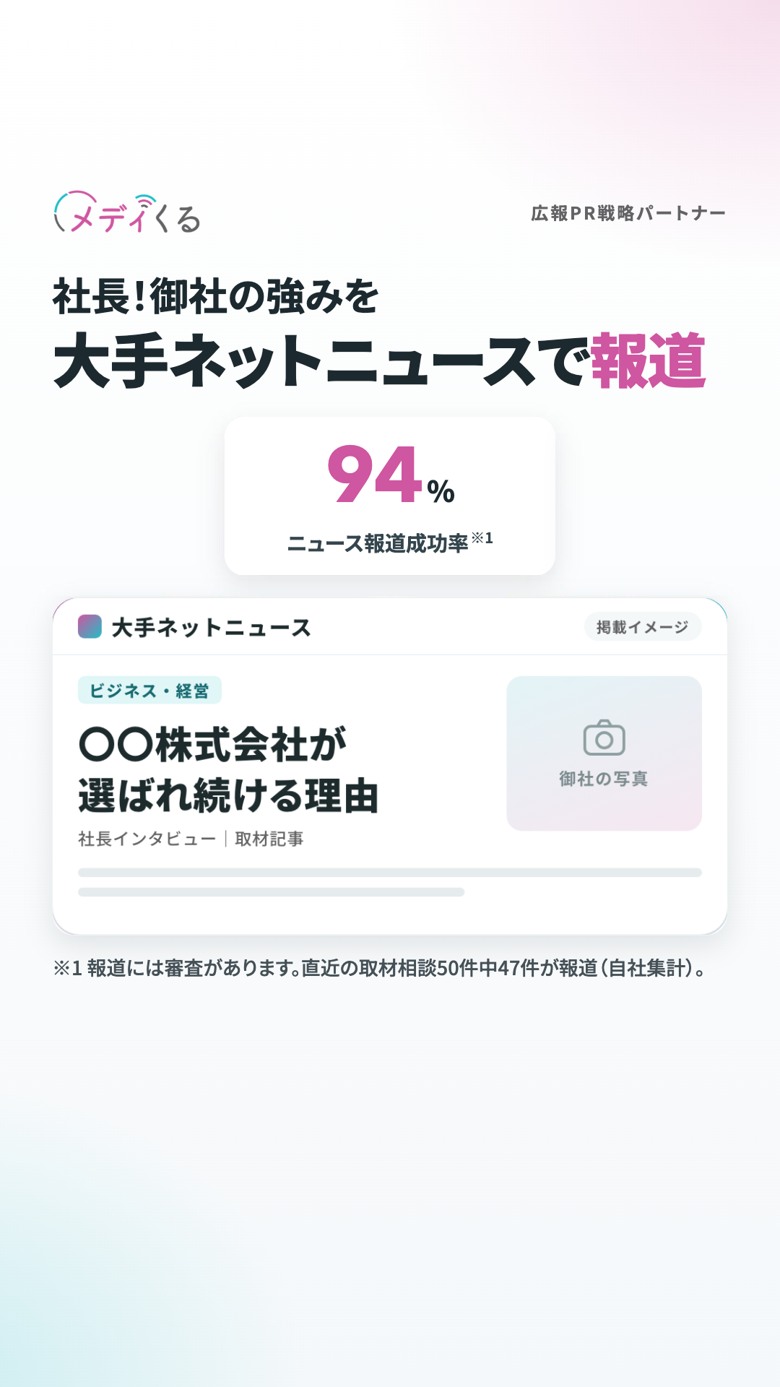 メディくる
広報PR戦略パートナー
社長！御社の強みを
大手ネットニュースで報道
94%
ニュース報道成功率※1
大手ネットニュース
掲載イメージ
ビジネス・経営
〇〇株式会社が
選ばれ続ける理由
社長インタビュー｜取材記事
御社の写真
※1 報道には審査があります。直近の取材相談50件中47件が報道（自社集計）。